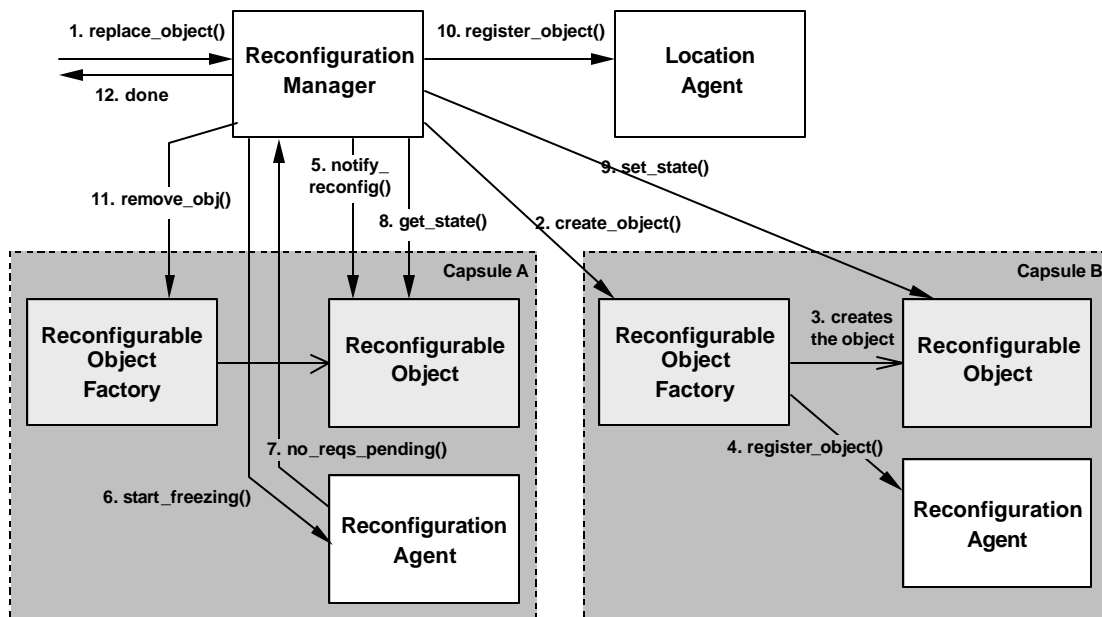 1. replace_object()
12. done
Reconfiguration
Manager
10. register_object()
Location
Agent
5. notify_
reconfig()
9. set_state()
11. remove_obj()
8. get_state()
2. create_object()
Capsule A
Capsule B
Reconfigurable
Object
Factory
Reconfigurable
Object
Reconfigurable
Object
Factory
3. creates
the object
Reconfigurable
Object
7. no_reqs_pending()
4. register_object()
6. start_freezing()
Reconfiguration
Agent
Reconfiguration
Agent